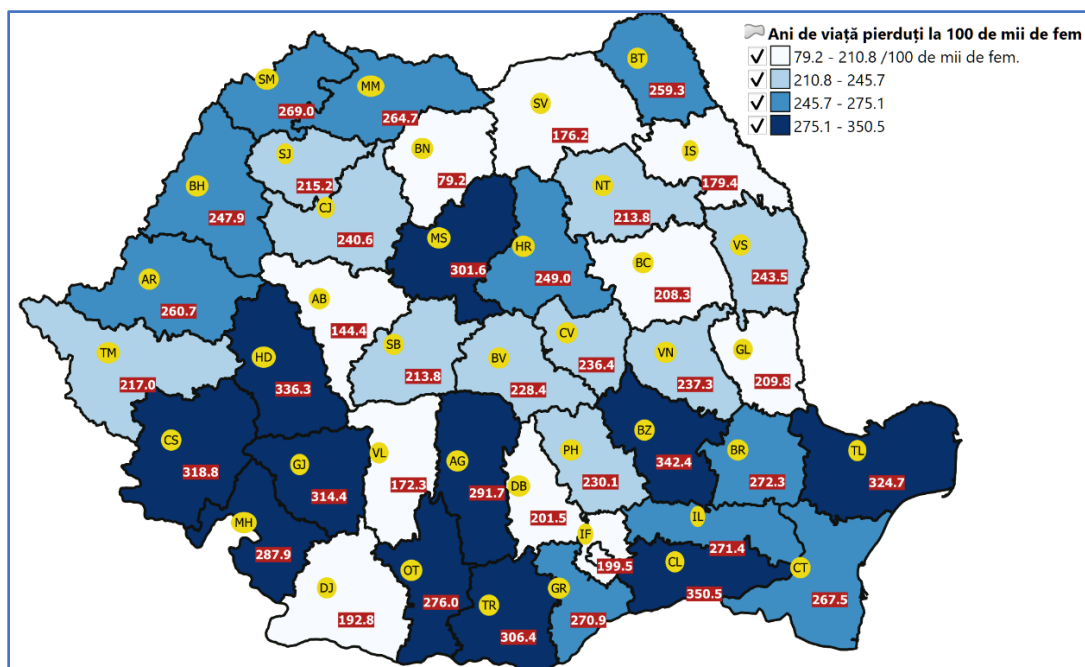 Ani de viață pierduți la 100 de mii de fem
79.2 - 210.8 /100 de mii de fem.
210.8 - 245.7
245.7 - 275.1
275.1 - 350.5
BT
259.3
SM
269.0
MM
264.7
SV
176.2
BN
79.2
IS
179.4
SJ
215.2
NT
213.8
BH
247.9
CJ
240.6
MS
301.6
HR
249.0
BC
208.3
VS
243.5
AR
260.7
AB
144.4
SB
213.8
BV
228.4
CV
236.4
VN
237.3
GL
209.8
TM
217.0
HD
336.3
CS
318.8
GJ
314.4
VL
172.3
AG
291.7
DB
201.5
PH
230.1
BZ
342.4
BR
272.3
TL
324.7
MH
287.9
IF
199.5
IL
271.4
DJ
192.8
OT
276.0
TR
306.4
GR
270.9
CL
350.5
CT
267.5